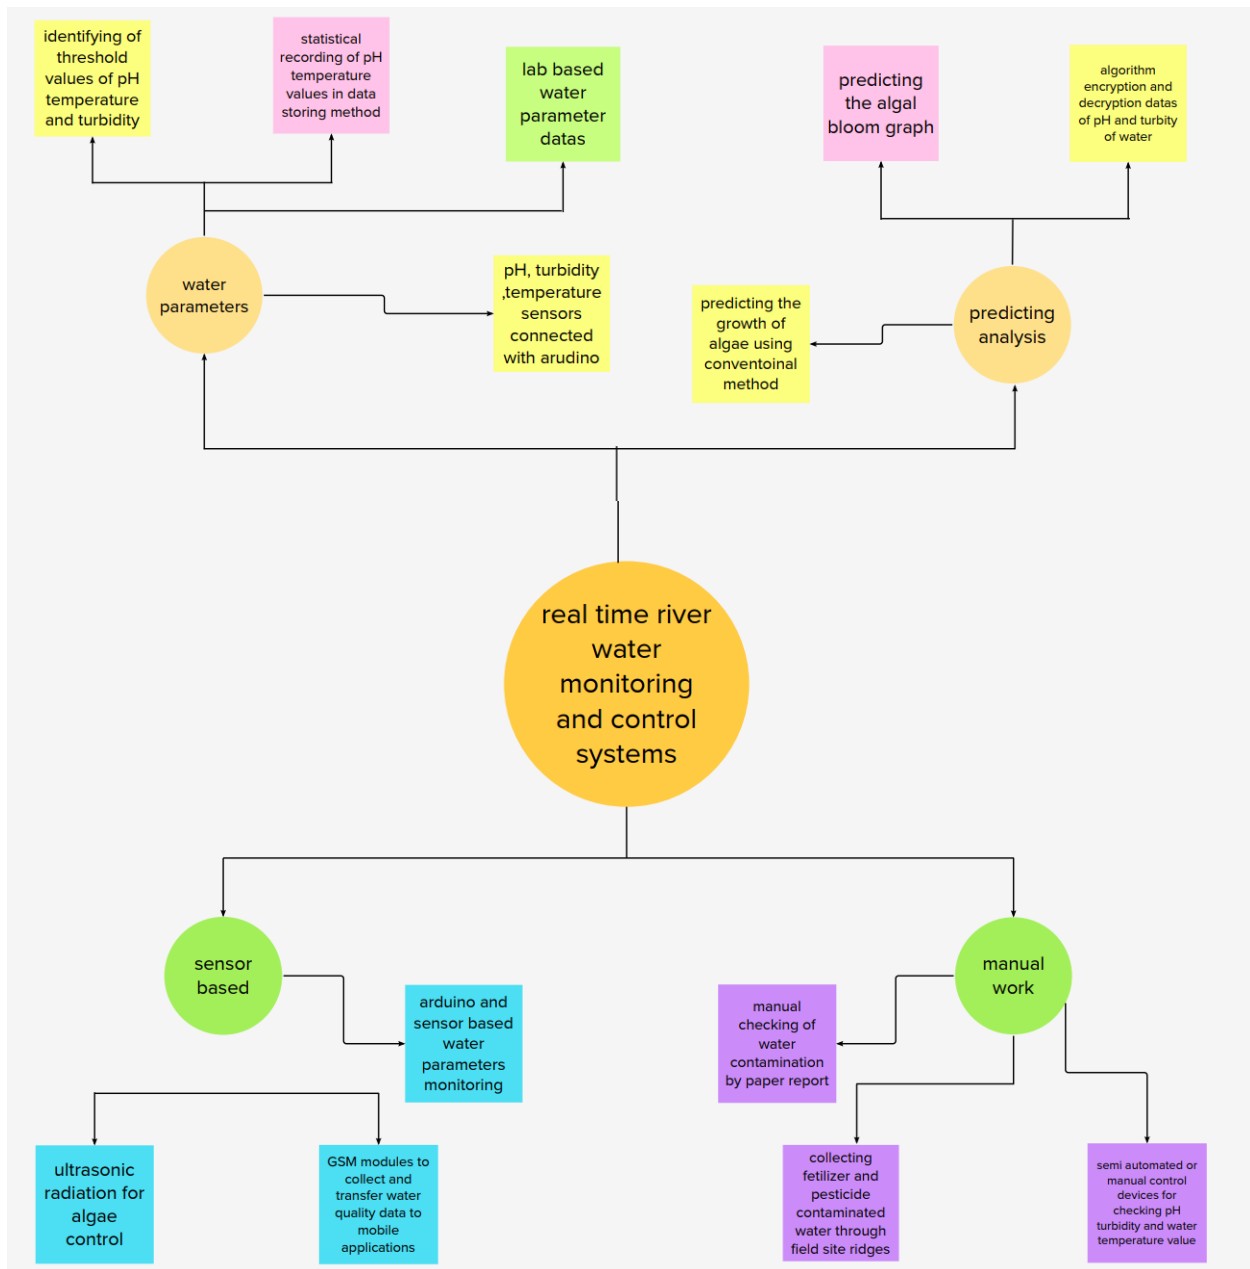 identifying of
threshold
values of pH
temperature
and turbidity
statistical
recording of pH
temperature
values in data
storing method
lab based
water
parameter
datas
predicting
the algal
bloom graph
algorithm
encryption and
decryption datas
of pH and turbity
of water
water
parameters
pH, turbidity
,temperature
sensors
connected
with arudino
predicting the
growth of
algae using
conventoinal
method
predicting
analysis
real time river
water
monitoring
and control
systems
sensor
based
manual
work
arduino and
sensor based
water
parameters
monitoring
manual
checking of
water
contamination
by paper report
ultrasonic
radiation for
algae
control
GSM modules to
collect and
transfer water
quality data to
mobile
applications
collecting
fetilizer and
pesticide
contaminated
water through
field site ridges
semi automated or
manual control
devices for
checking pH
turbidity and water
temperature value